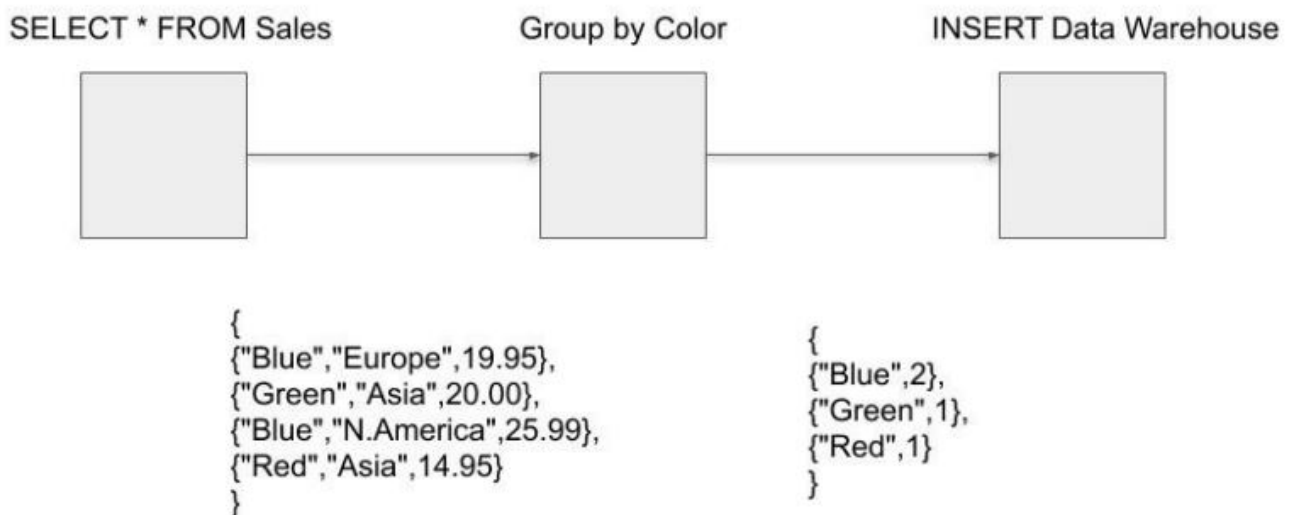 SELECT * FROM Sales
Group by Color
INSERT Data Warehouse
{
{"Blue","Europe",19.95},
{"Green","Asia",20.00},
{"Blue","N.America",25.99},
{"Red","Asia",14.95}
}
{
{"Blue",2},
{"Green",1},
{"Red",1}
}